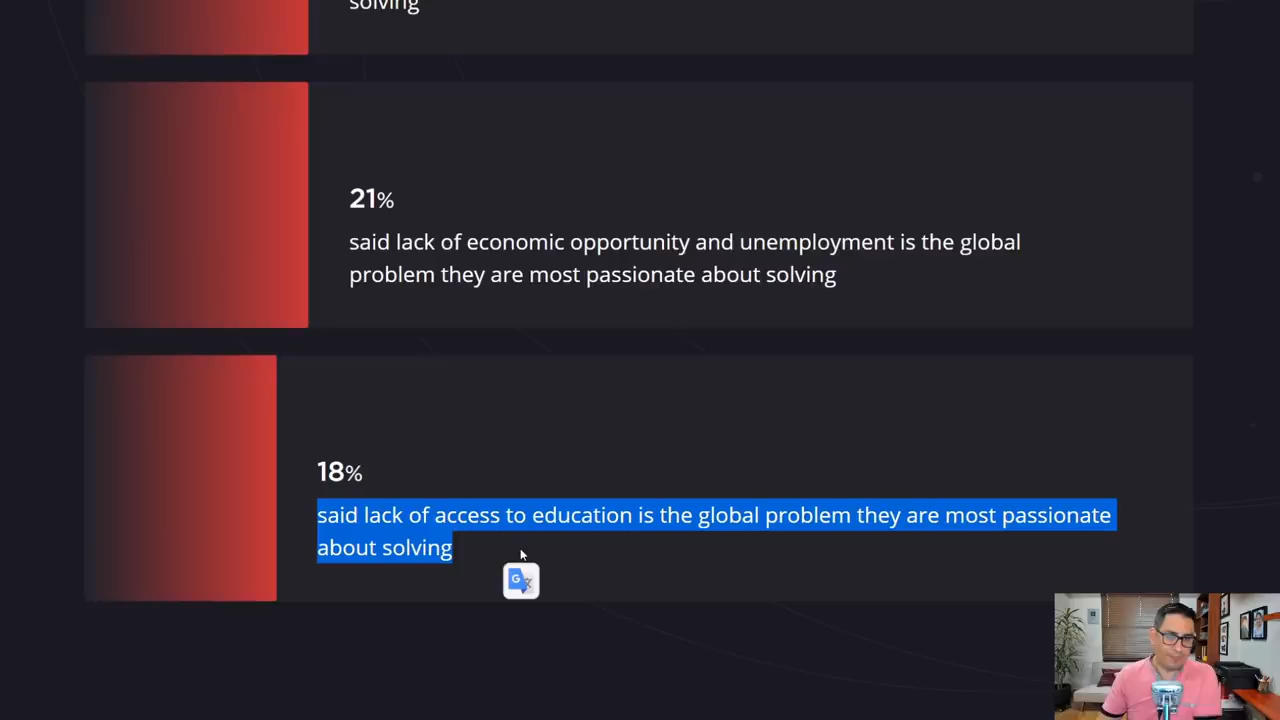 solving
21%
said lack of economic opportunity and unemployment is the global
problem they are most passionate about solving
18%
said lack of access to education is the global problem they are most passionate
about solving
G